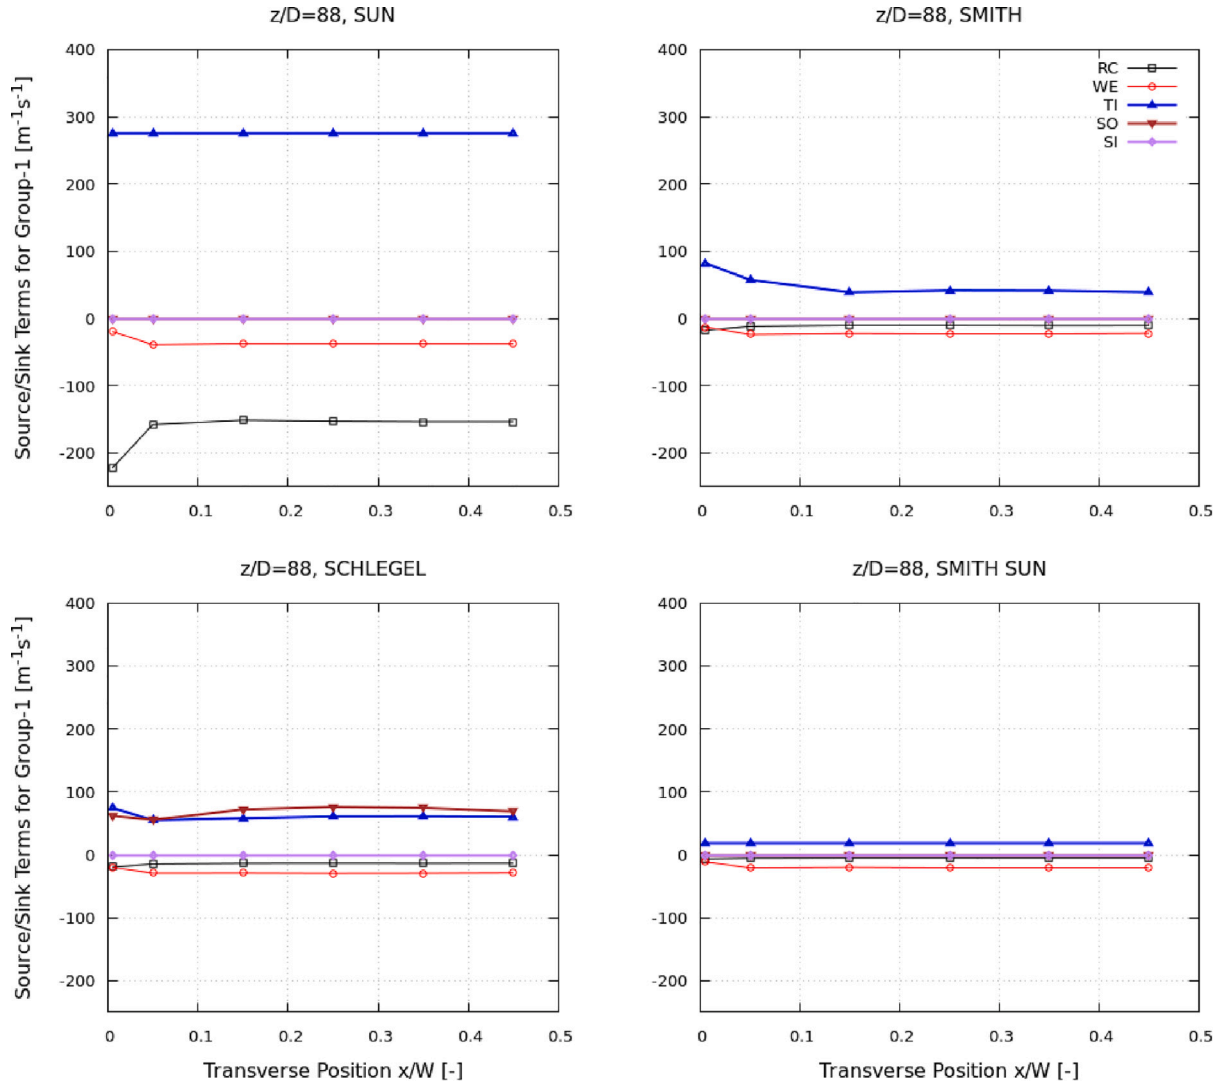 z/D=88, SUN
Source/Sink Terms for Group-1 [m⁻¹s⁻¹]
400
300
200
100
0
-100
-200
0 0.1 0.2 0.3 0.4 0.5
z/D=88, SMITH
400
300
200
100
0
-100
-200
RC
WE
TI
SO
SI
0 0.1 0.2 0.3 0.4 0.5
z/D=88, SCHLEGEL
Source/Sink Terms for Group-1 [m⁻¹s⁻¹]
400
300
200
100
0
-100
-200
0 0.1 0.2 0.3 0.4 0.5
Transverse Position x/W [-]
z/D=88, SMITH SUN
400
300
200
100
0
-100
-200
0 0.1 0.2 0.3 0.4 0.5
Transverse Position x/W [-]